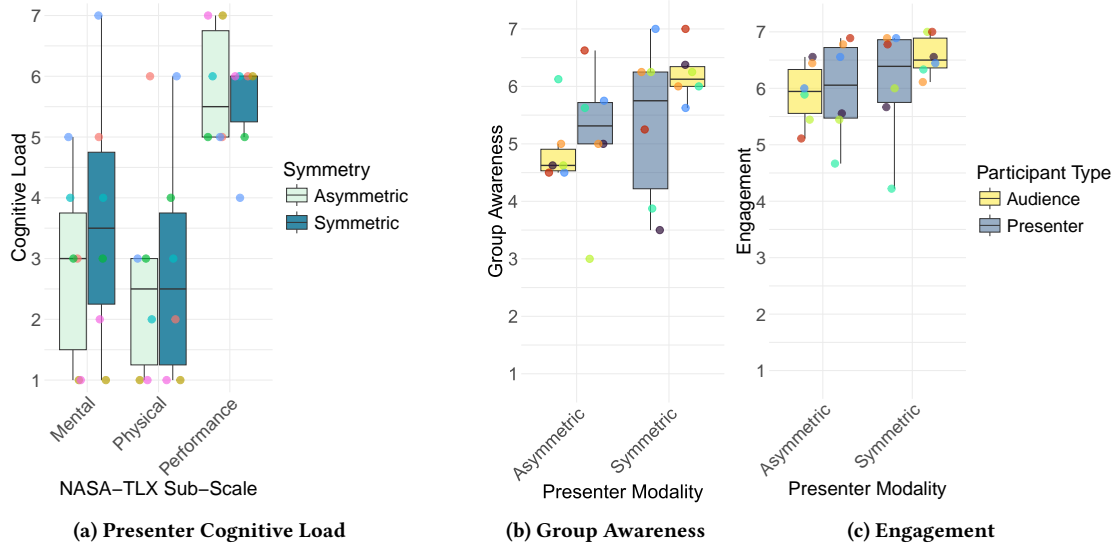 7
6
5
4
3
2
1
Cognitive Load
Mental
Physical
Performance
NASA−TLX Sub−Scale
Symmetry
Asymmetric
Symmetric
(a) Presenter Cognitive Load
7
6
5
4
3
2
1
Group Awareness
Asymmetric
Symmetric
Presenter Modality
(b) Group Awareness
7
6
5
4
3
2
1
Engagement
Asymmetric
Symmetric
Presenter Modality
Participant Type
Audience
Presenter
(c) Engagement